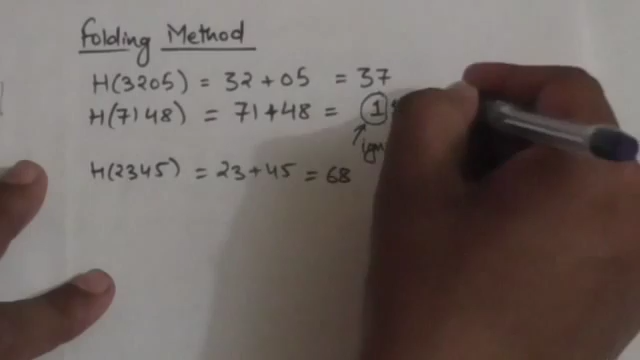 Folding Method
H(3205) = 32 + 05 = 37
H(7148) = 71 + 48 = 1
H(2345) = 23 + 45 = 68